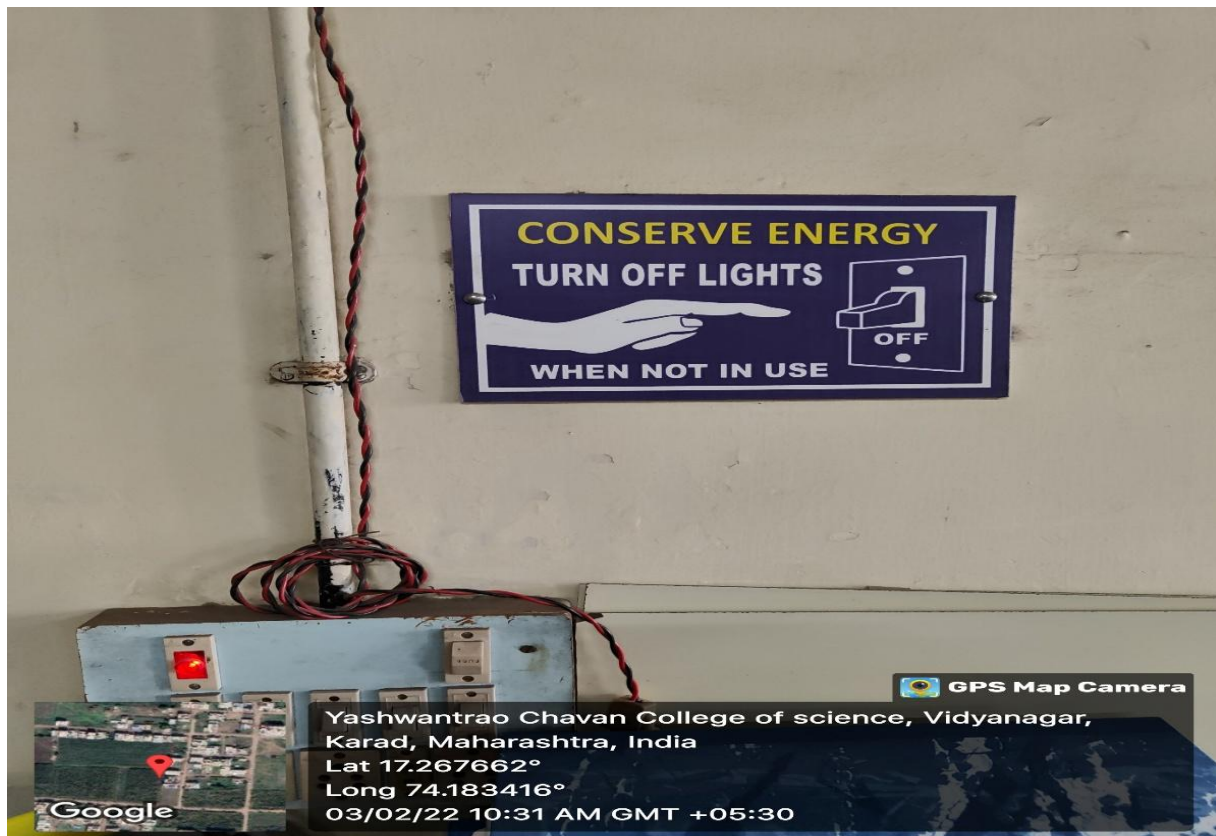 CONSERVE ENERGY
TURN OFF LIGHTS
OFF
WHEN NOT IN USE
GPS Map Camera
Yashwantrao Chavan College of science, Vidyanagar,
Karad, Maharashtra, India
Lat 17.267662°
Long 74.183416°
03/02/22 10:31 AM GMT +05:30
Google